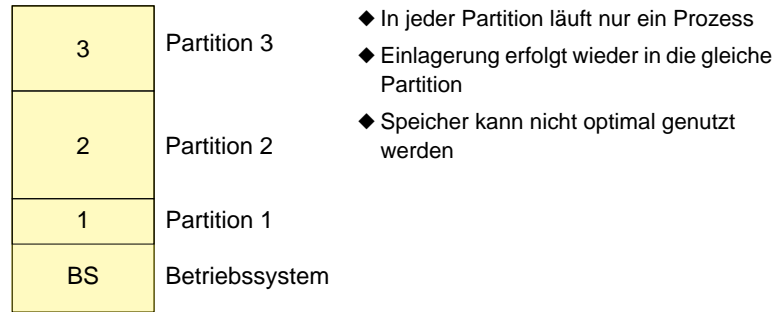 3
Partition 3
2
Partition 2
1
Partition 1
BS
Betriebssystem
◆ In jeder Partition läuft nur ein Prozess
◆ Einlagerung erfolgt wieder in die gleiche
Partition
◆ Speicher kann nicht optimal genutzt
werden